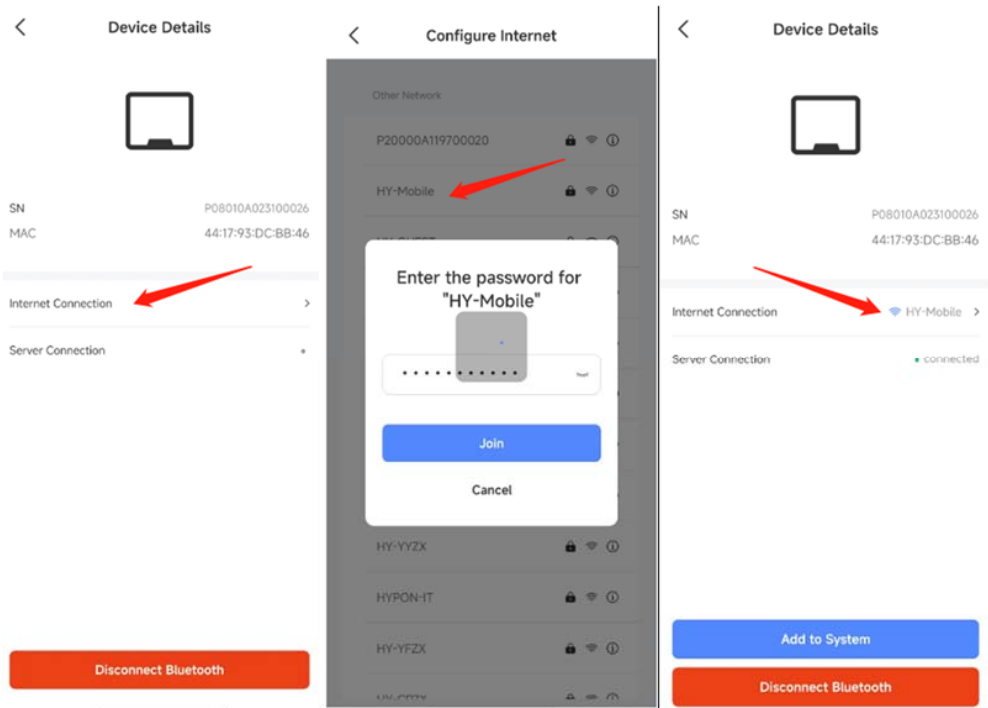 Device Details
SN P08010A023100026
MAC 44:17:93:DC:BB:46
Internet Connection
Server Connection
Disconnect Bluetooth
Configure Internet
Other Network
P20000A119700020
HY-Mobile
Enter the password for
"HY-Mobile"
Join
Cancel
HY-YYZX
HYPON-IT
HY-YFZX
Device Details
SN P08010A023100026
MAC 44:17:93:DC:BB:46
Internet Connection HY-Mobile
Server Connection connected
Add to System
Disconnect Bluetooth